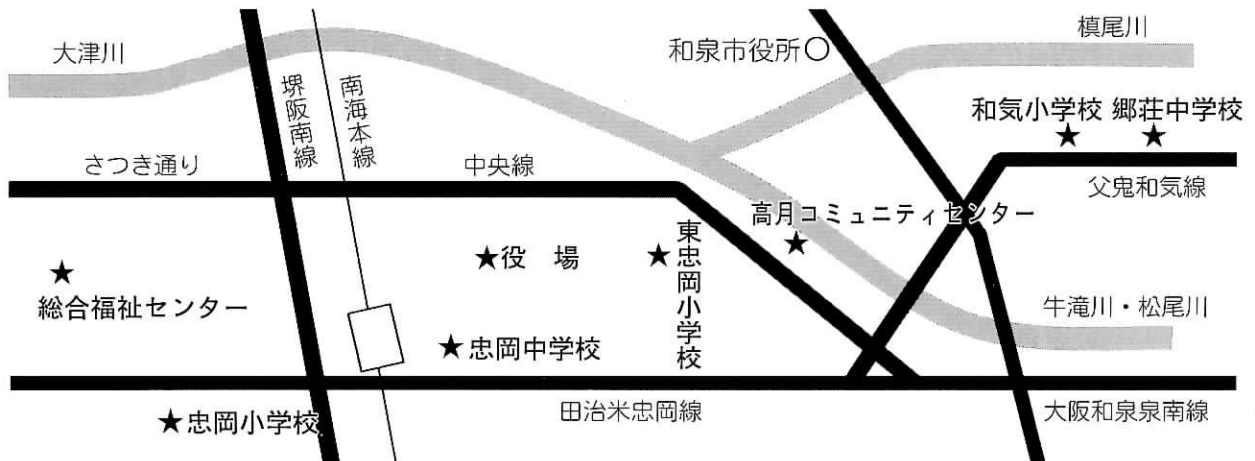 大津川
和泉市役所
槙尾川
堺阪南線
南海本線
和気小学校 郷荘中学校
さつき通り
中央線
父鬼和気線
高月コミュニティセンター
東忠岡小学校
★役　場
総合福祉センター
牛滝川・松尾川
★忠岡中学校
田治米忠岡線
大阪和泉泉南線
★忠岡小学校